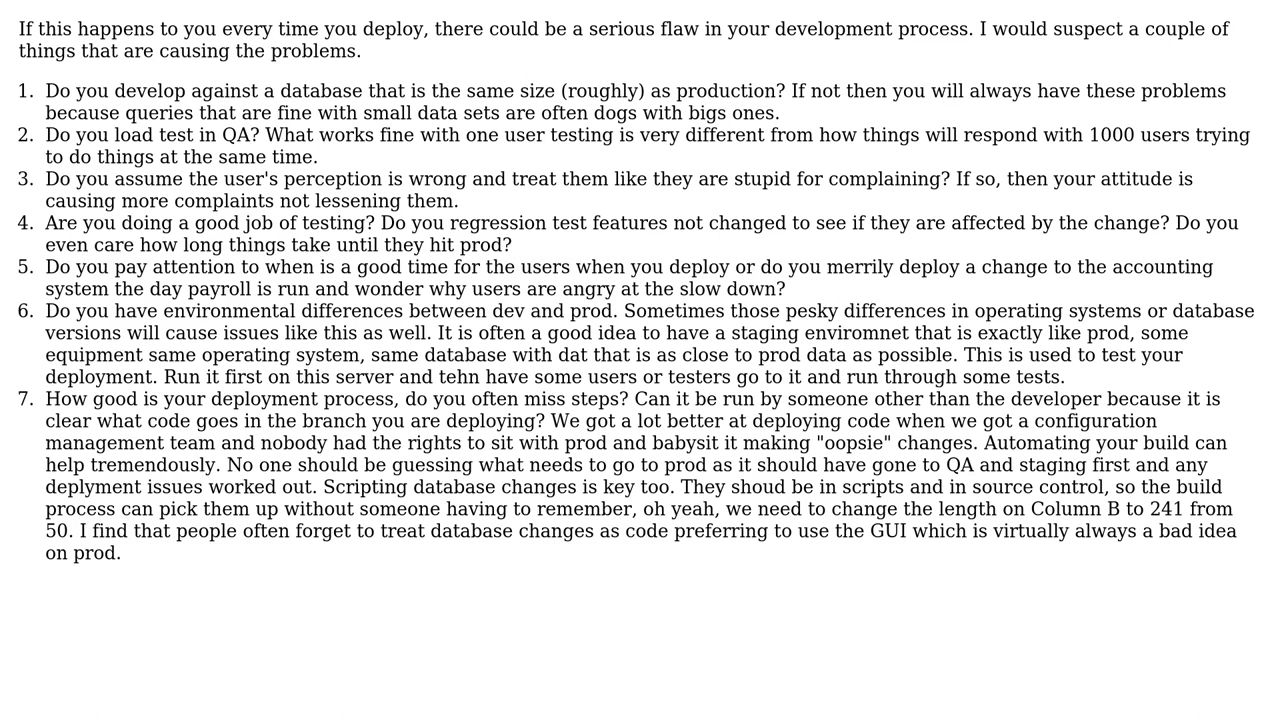 If this happens to you every time you deploy, there could be a serious flaw in your development process. I would suspect a couple of
things that are causing the problems.
1. Do you develop against a database that is the same size (roughly) as production? If not then you will always have these problems
because queries that are fine with small data sets are often dogs with bigs ones.
2. Do you load test in QA? What works fine with one user testing is very different from how things will respond with 1000 users trying
to do things at the same time.
3. Do you assume the user's perception is wrong and treat them like they are stupid for complaining? If so, then your attitude is
causing more complaints not lessening them.
4. Are you doing a good job of testing? Do you regression test features not changed to see if they are affected by the change? Do you
even care how long things take until they hit prod?
5. Do you pay attention to when is a good time for the users when you deploy or do you merrily deploy a change to the accounting
system the day payroll is run and wonder why users are angry at the slow down?
6. Do you have environmental differences between dev and prod. Sometimes those pesky differences in operating systems or database
versions will cause issues like this as well. It is often a good idea to have a staging enviromnet that is exactly like prod, some
equipment same operating system, same database with dat that is as close to prod data as possible. This is used to test your
deployment. Run it first on this server and tehn have some users or testers go to it and run through some tests.
7. How good is your deployment process, do you often miss steps? Can it be run by someone other than the developer because it is
clear what code goes in the branch you are deploying? We got a lot better at deploying code when we got a configuration
management team and nobody had the rights to sit with prod and babysit it making "oopsie" changes. Automating your build can
help tremendously. No one should be guessing what needs to go to prod as it should have gone to QA and staging first and any
deplyment issues worked out. Scripting database changes is key too. They shoud be in scripts and in source control, so the build
process can pick them up without someone having to remember, oh yeah, we need to change the length on Column B to 241 from
50. I find that people often forget to treat database changes as code preferring to use the GUI which is virtually always a bad idea
on prod.